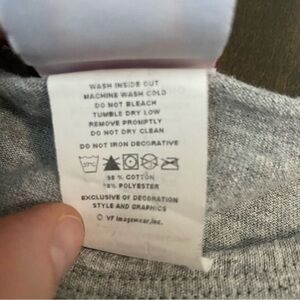 WASH INSIDE OUT
MACHINE WASH COLD
DO NOT BLEACH
TUMBLE DRY LOW
REMOVE PROMPTLY
DO NOT DRY CLEAN
DO NOT IRON DECORATIVE
% COTTON
% POLYESTER
EXCLUSIVE OF DECORATION
STYLE AND GRAPHICS
© VF Imagewear, Inc.